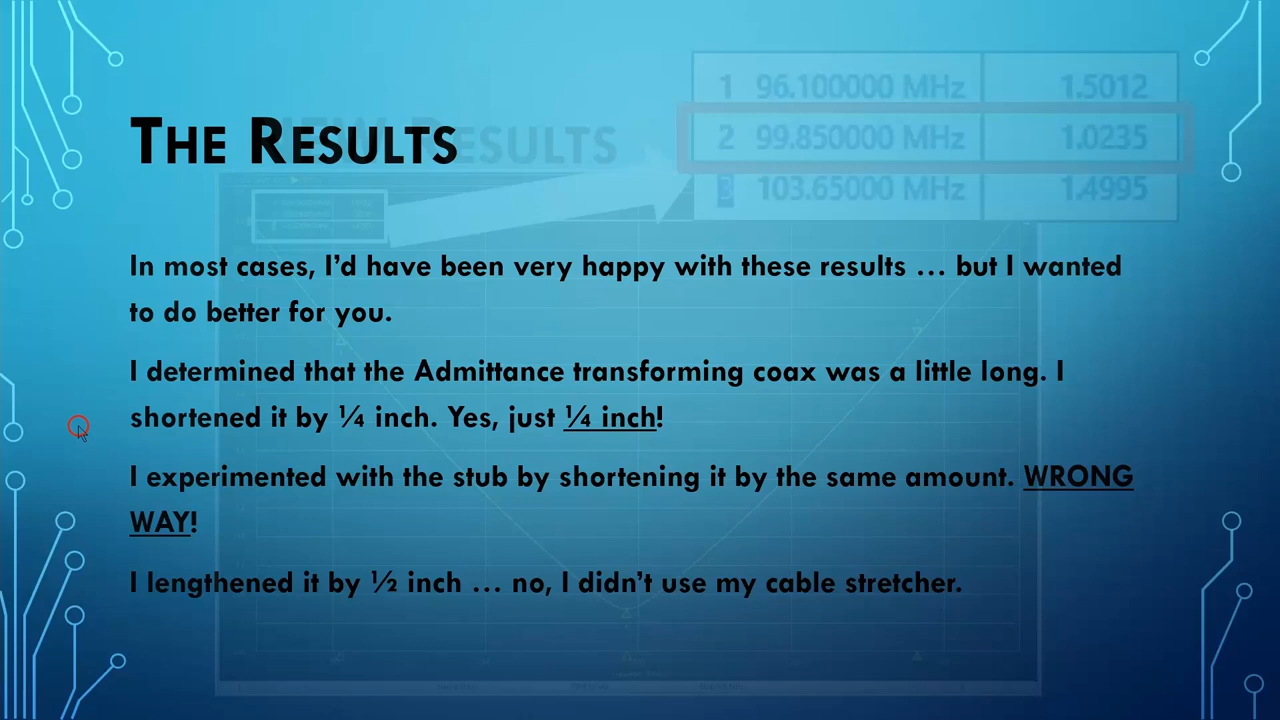 THE RESULTS
1 96.100000 MHz 1.5012
2 99.850000 MHz 1.0235
3 103.65000 MHz 1.4995
RESULTS
In most cases, I’d have been very happy with these results … but I wanted
to do better for you.
I determined that the Admittance transforming coax was a little long. I
shortened it by ¼ inch. Yes, just ¼ inch!
I experimented with the stub by shortening it by the same amount. WRONG
WAY!
I lengthened it by ½ inch … no, I didn’t use my cable stretcher.